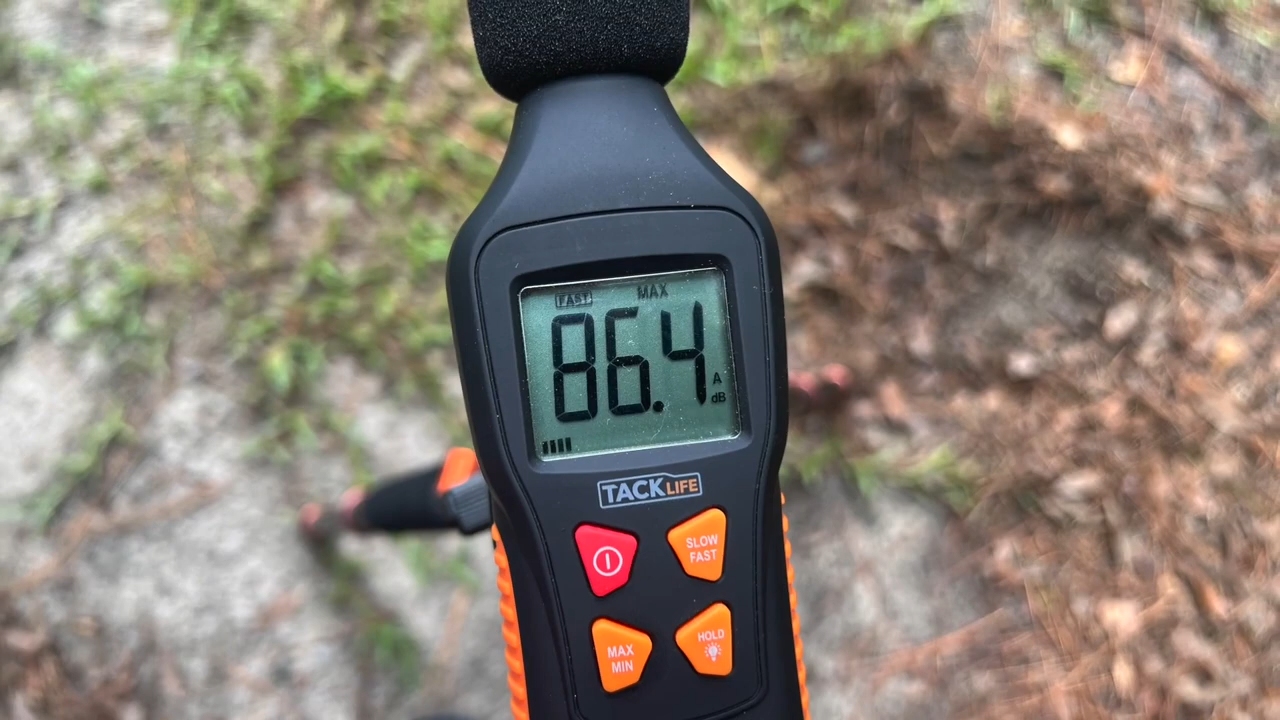 FAST MAX
86.4
A
dB
TACKLIFE
SLOW
FAST
MAX
MIN
HOLD